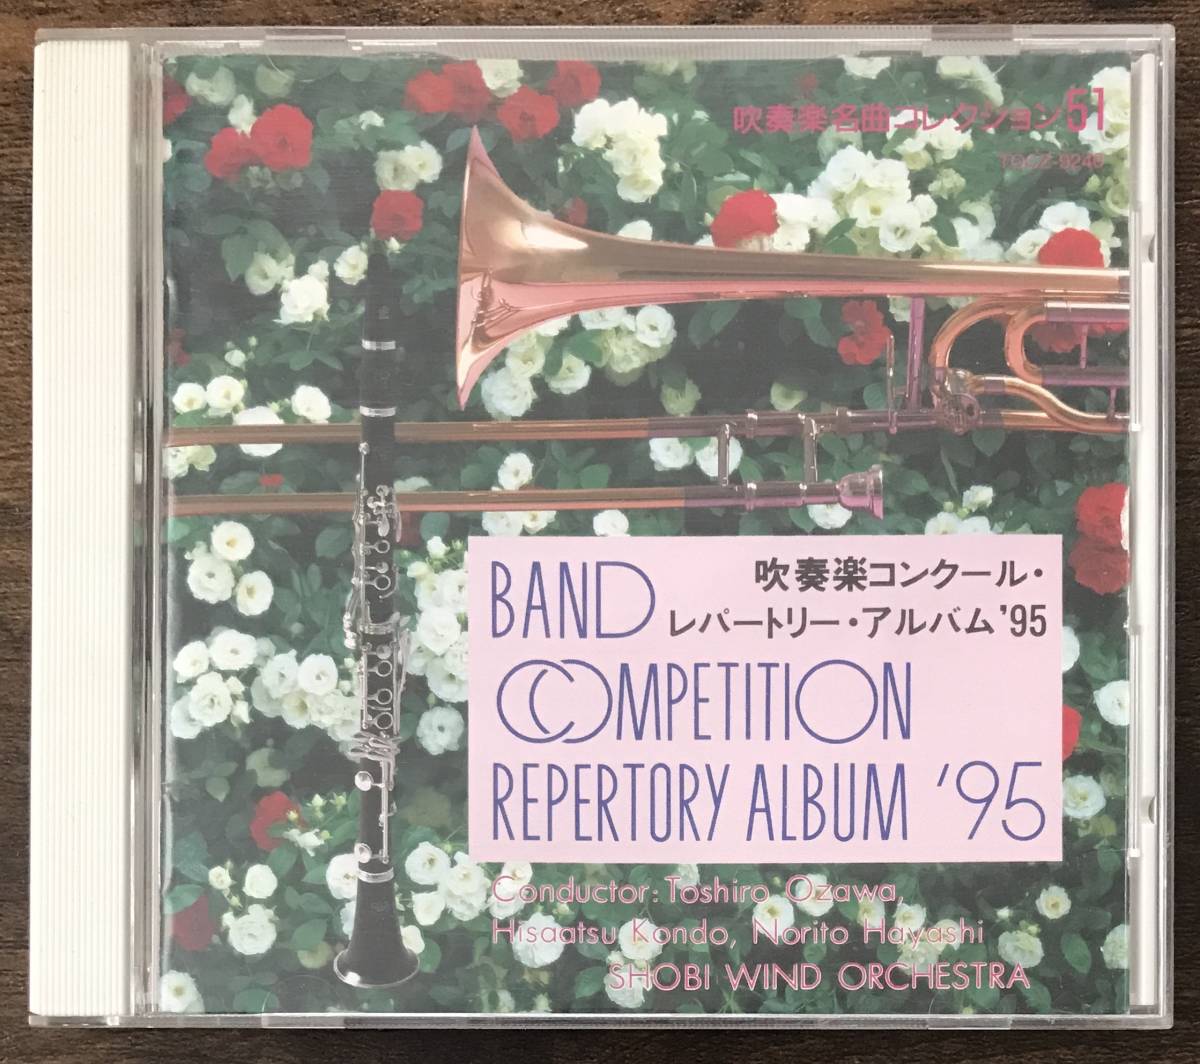 吹奏楽名曲コレクション51
TOCZ-9249
BAND
吹奏楽コンクール・
レパートリー・アルバム'95
COMPETITION
REPERTORY ALBUM '95
Conductor: Toshiro Ozawa,
Hisaatsu Kondo, Norito Hayashi
SHOBI WIND ORCHESTRA